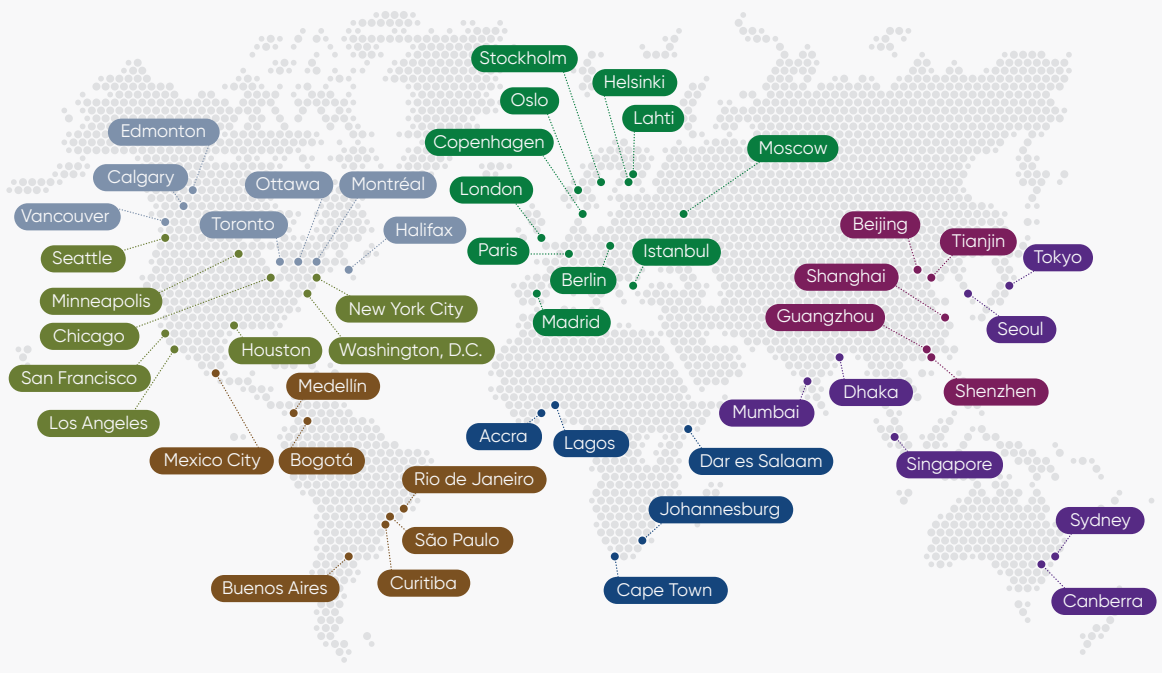 Stockholm
Helsinki
Oslo
Lahti
Edmonton
Copenhagen
Moscow
Calgary
Ottawa
Montréal
London
Vancouver
Toronto
Halifax
Beijing
Tianjin
Seattle
Paris
Istanbul
Tokyo
Berlin
Shanghai
Minneapolis
New York City
Guangzhou
Madrid
Seoul
Chicago
Houston
Washington, D.C.
San Francisco
Medellín
Dhaka
Shenzhen
Los Angeles
Mumbai
Accra
Lagos
Mexico City
Bogotá
Dar es Salaam
Singapore
Rio de Janeiro
Johannesburg
Sydney
São Paulo
Curitiba
Buenos Aires
Cape Town
Canberra